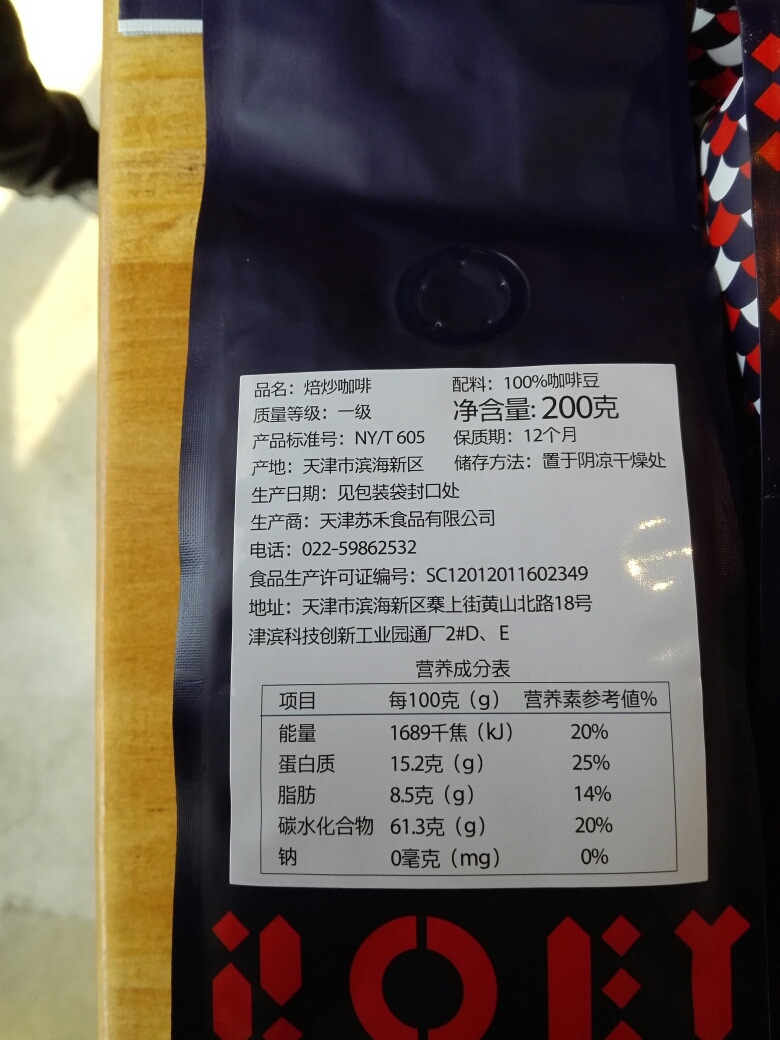 品名：焙炒咖啡 配料：100%咖啡豆
质量等级：一级 净含量: 200克
产品标准号：NY/T 605 保质期：12个月
产地：天津市滨海新区 储存方法：置于阴凉干燥处
生产日期：见包装袋封口处
生产商：天津苏禾食品有限公司
电话：022-59862532
食品生产许可证编号：SC12012011602349
地址：天津市滨海新区寨上街黄山北路18号
津滨科技创新工业园通厂2#D、E
营养成分表
项目 每100克（g） 营养素参考值%
能量 1689千焦（kJ） 20%
蛋白质 15.2克（g） 25%
脂肪 8.5克（g） 14%
碳水化合物 61.3克（g） 20%
钠 0毫克（mg） 0%